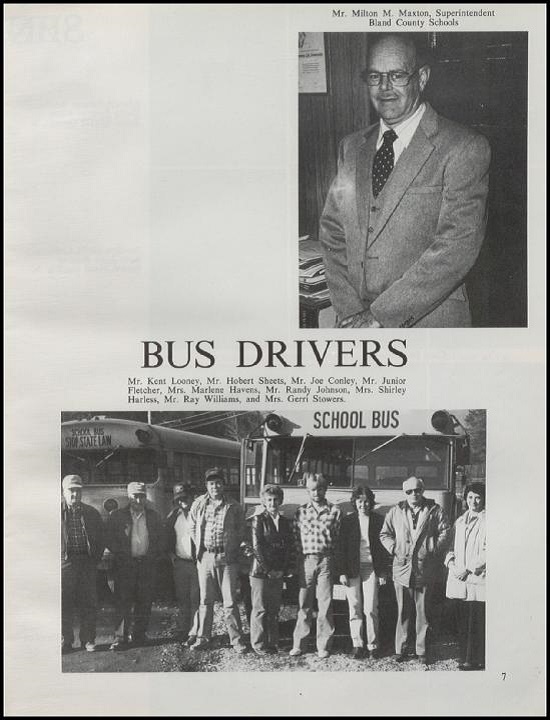 Mr. Milton M. Maxton, Superintendent
Bland County Schools
BUS DRIVERS
Mr. Kent Looney, Mr. Hobert Sheets, Mr. Joe Conley, Mr. Junior
Fletcher, Mrs. Marlene Havens, Mr. Randy Johnson, Mrs. Shirley
Harless, Mr. Ray Williams, and Mrs. Gerri Stowers.
SCHOOL BUS
STOP STATE LAW
SCHOOL BUS
7